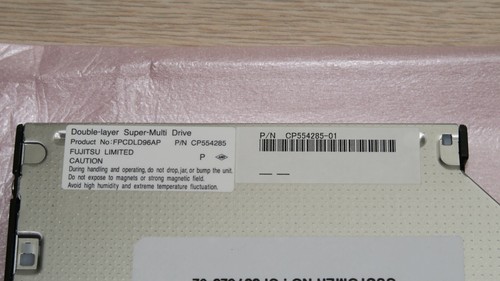 Double-layer Super-Multi Drive
Product No:FPCDLD96AP P/N CP554285
FUJITSU LIMITED
P
CAUTION
During handling and operating, do not drop, jar, or bump the unit.
Do not expose to magnets or strong magnetic field.
Avoid high humidity and extreme temperature fluctuation.
P/N CP554285-01